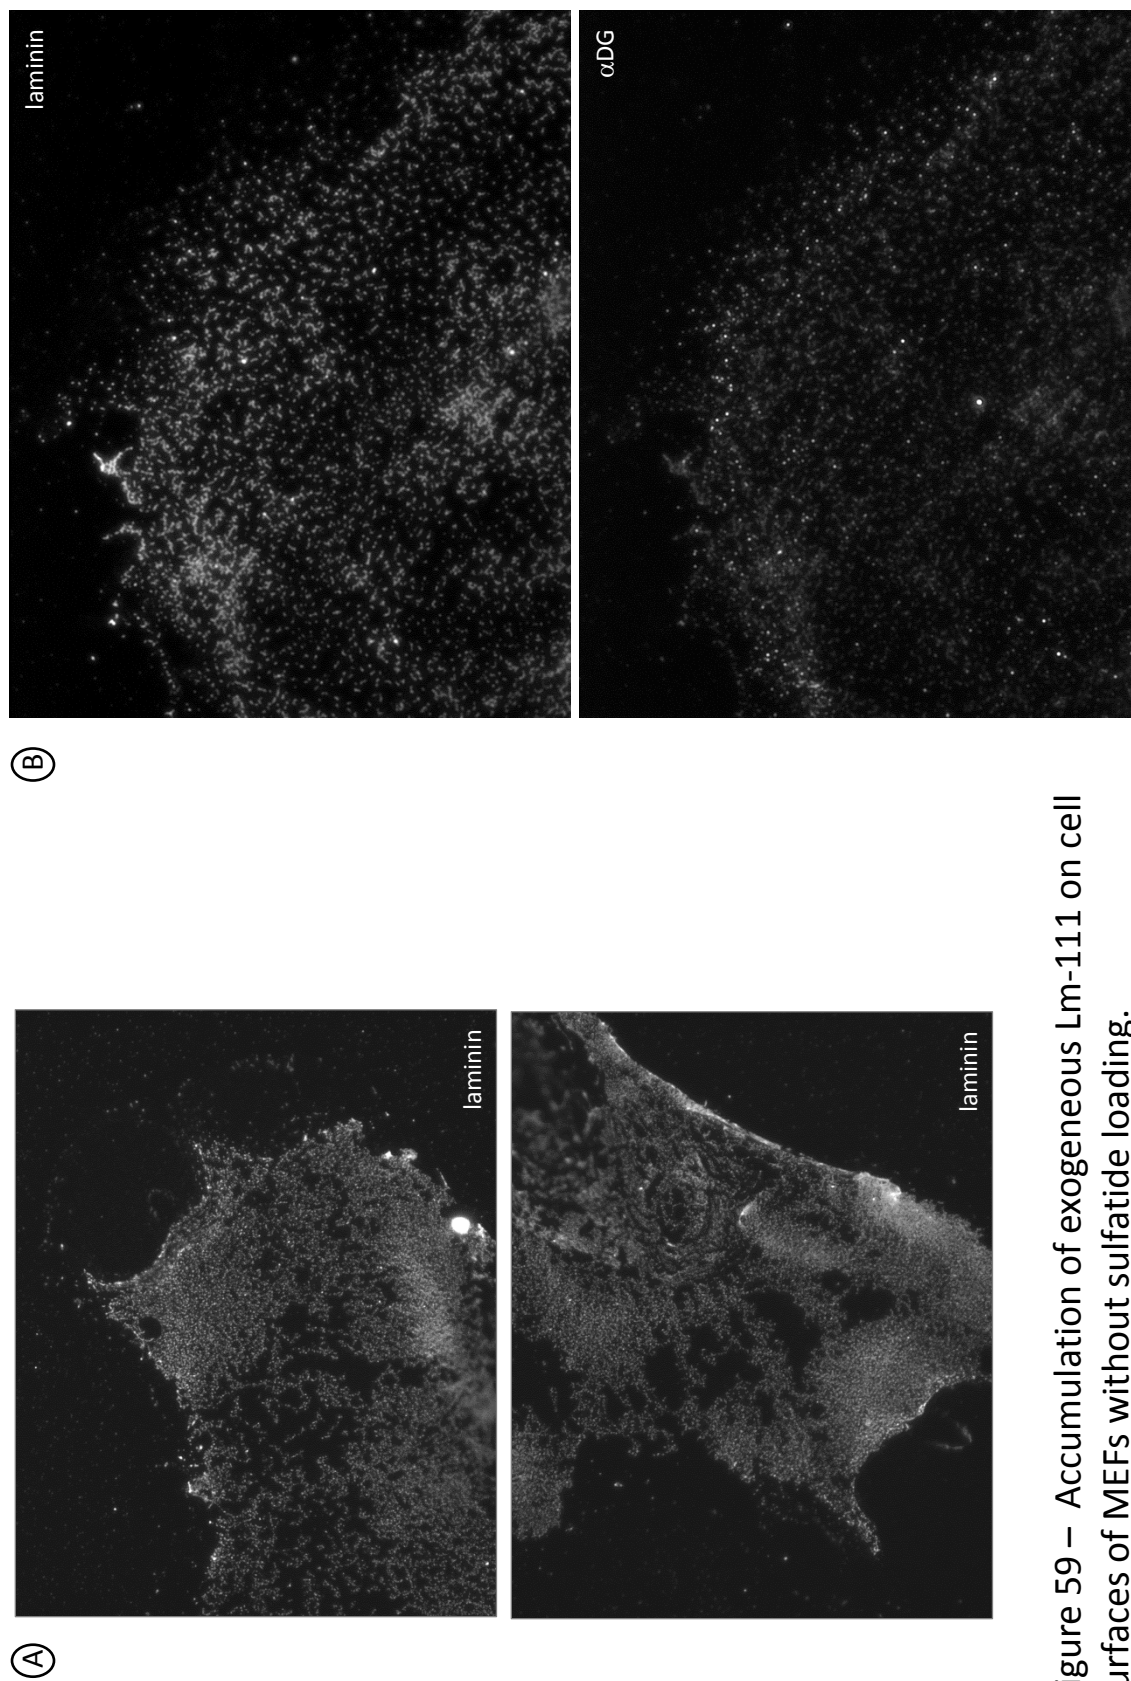 A
laminin
laminin
B
laminin
αDG
igure 59 – Accumulation of exogeneous Lm-111 on cell
urfaces of MEFs without sulfatide loading.